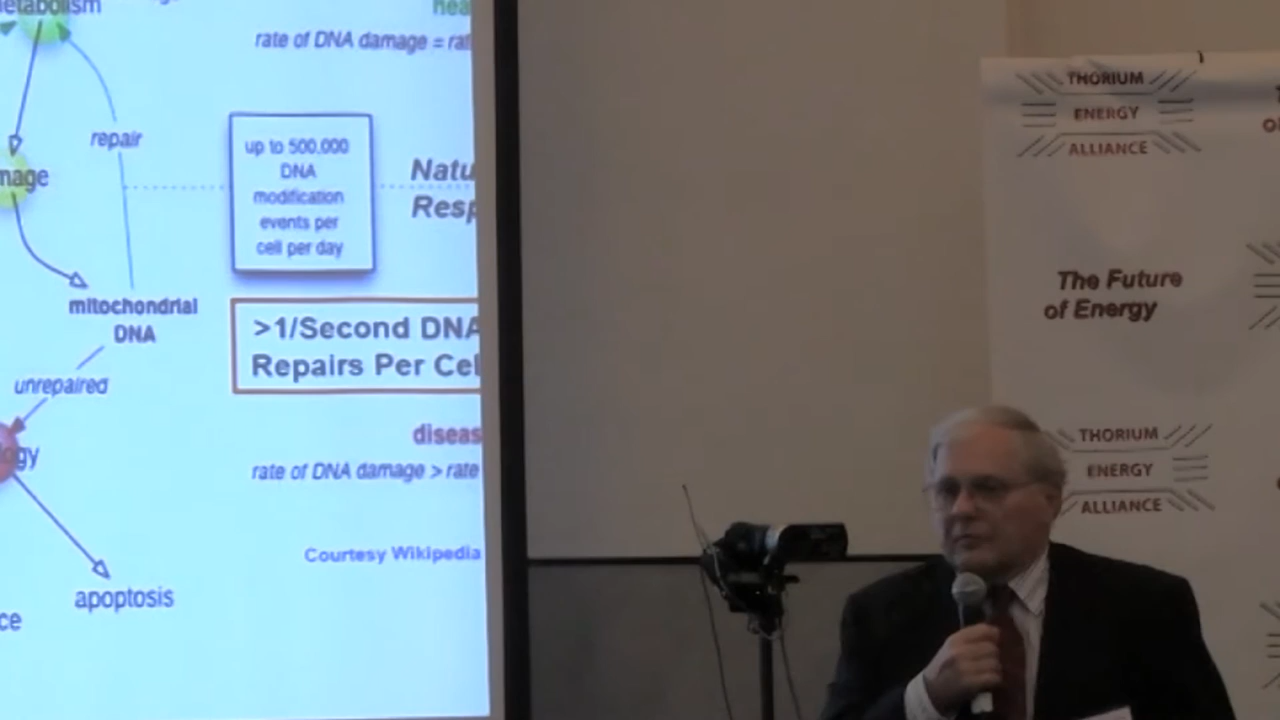 etabolism
rate of DNA damage =
repair
up to 500,000
DNA
modification
events per
cell per day
mage
Natu
Resp
mitochondrial
DNA
>1/Second DNA
Repairs Per Cel
unrepaired
diseas
ogy
rate of DNA damage > rate
Courtesy Wikipedia
apoptosis
ce
THORIUM
ENERGY
ALLIANCE
The Future
of Energy
THORIUM
ENERGY
ALLIANCE